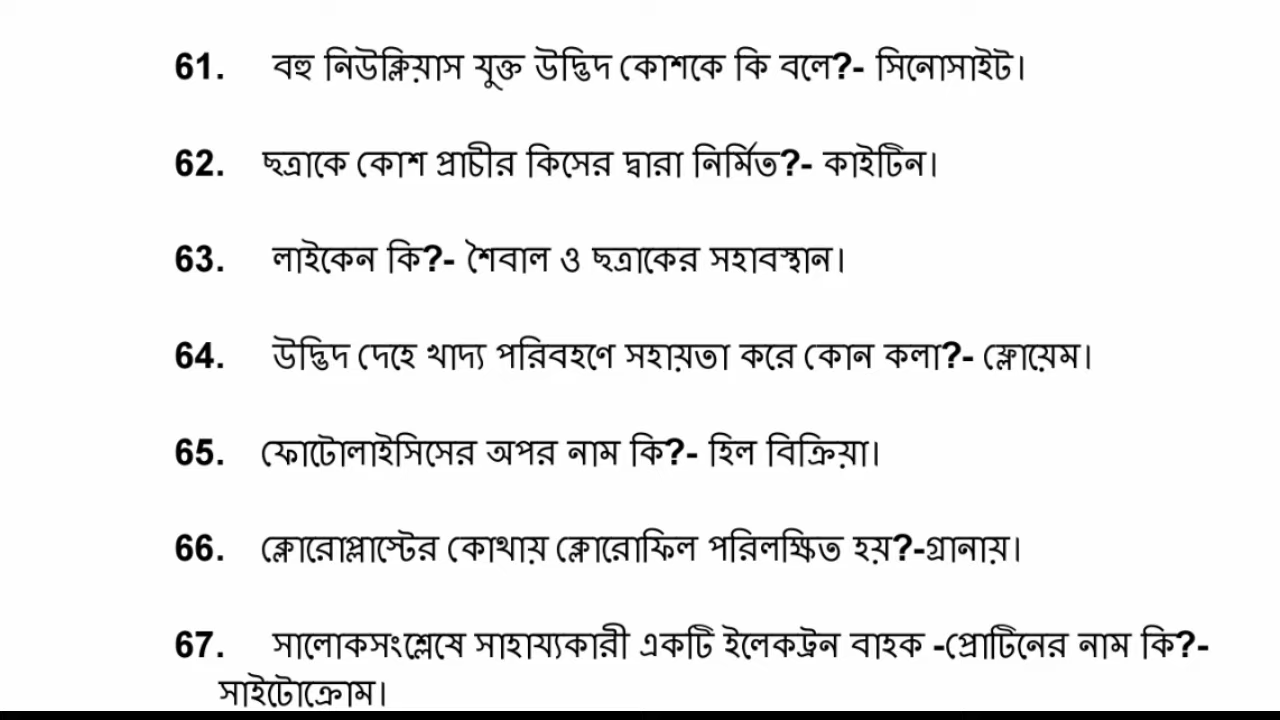 61. বহু নিউক্লিয়াস যুক্ত উদ্ভিদ কোশকে কি বলে?- সিনোসাইট।
62. ছত্রাকে কোশ প্রাচীর কিসের দ্বারা নির্মিত?- কাইটিন।
63. লাইকেন কি?- শৈবাল ও ছত্রাকের সহাবস্থান।
64. উদ্ভিদ দেহে খাদ্য পরিবহণে সহায়তা করে কোন কলা?- ফ্লোয়েম।
65. ফোটোলাইসিসের অপর নাম কি?- হিল বিক্রিয়া।
66. ক্লোরোপ্লাস্টের কোথায় ক্লোরোফিল পরিলক্ষিত হয়?-গ্রানায়।
67. সালোকসংশ্লেষে সাহায্যকারী একটি ইলেকট্রন বাহক -প্রোটিনের নাম কি?-
সাইটোক্রোম।